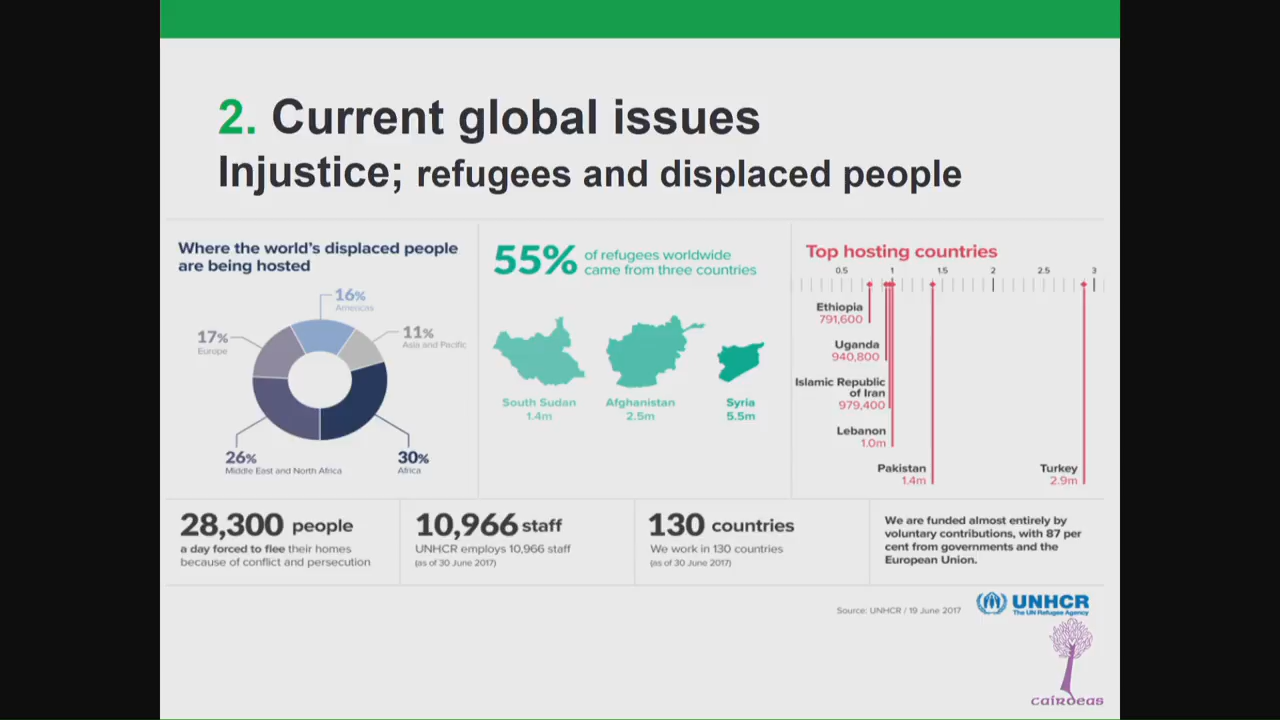 2. Current global issues
Injustice; refugees and displaced people
Where the world's displaced people
are being hosted
16%
Americas
17%
Europe
11%
Asia and Pacific
26%
Middle East and North Africa
30%
Africa
55% of refugees worldwide
came from three countries
South Sudan
1.4m
Afghanistan
2.5m
Syria
5.5m
Top hosting countries
0.5 1 1.5 2 2.5 3
Ethiopia
791,600
Uganda
940,800
Islamic Republic
of Iran
979,400
Lebanon
1.0m
Pakistan
1.4m
Turkey
2.9m
28,300 people
a day forced to flee their homes
because of conflict and persecution
10,966 staff
UNHCR employs 10,966 staff
(as of 30 June 2017)
130 countries
We work in 130 countries
(as of 30 June 2017)
We are funded almost entirely by
voluntary contributions, with 87 per
cent from governments and the
European Union.
Source: UNHCR / 19 June 2017
UNHCR
The UN Refugee Agency
cairdeas